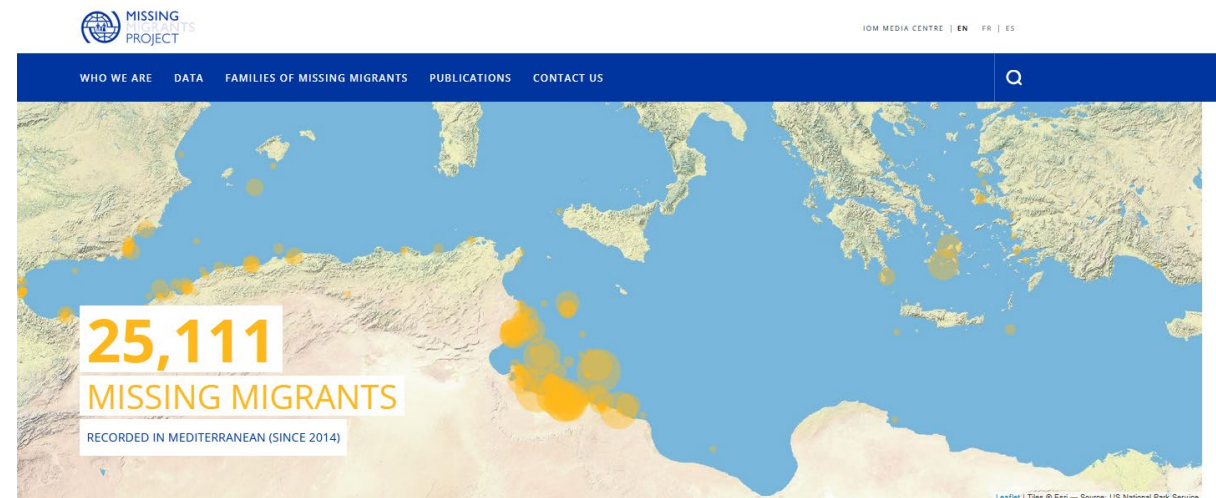 MISSING
MIGRANTS
PROJECT
IOM MEDIA CENTRE | EN FR | ES
WHO WE ARE DATA FAMILIES OF MISSING MIGRANTS PUBLICATIONS CONTACT US
25,111
MISSING MIGRANTS
RECORDED IN MEDITERRANEAN (SINCE 2014)
Leaflet | Tiles © Esri — Source: US National Park Service